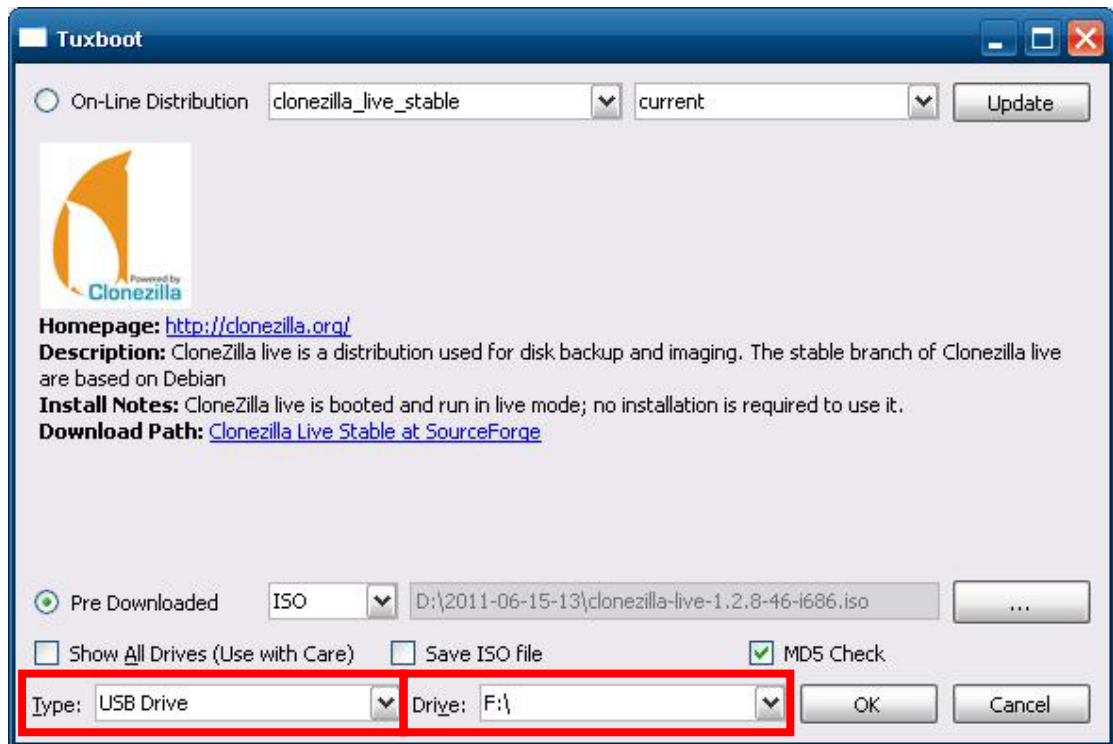 Tuxboot
On-Line Distribution clonezilla_live_stable current Update
Powered by
Clonezilla
Homepage: http://clonezilla.org/
Description: CloneZilla live is a distribution used for disk backup and imaging. The stable branch of Clonezilla live
are based on Debian
Install Notes: CloneZilla live is booted and run in live mode; no installation is required to use it.
Download Path: Clonezilla Live Stable at SourceForge
Pre Downloaded ISO D:\2011-06-15-13\clonezilla-live-1.2.8-46-i686.iso ...
Show All Drives (Use with Care) Save ISO file MD5 Check
Type: USB Drive Drive: F:\ OK Cancel